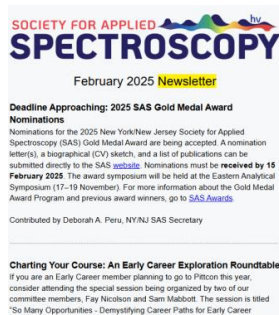 SOCIETY FOR APPLIED
hν
SPECTROSCOPY
February 2025 Newsletter
Deadline Approaching: 2025 SAS Gold Medal Award
Nominations
Nominations for the 2025 New York/New Jersey Society for Applied
Spectroscopy (SAS) Gold Medal Award are being accepted. A nomination
letter(s), a biographical (CV) sketch, and a list of publications can be
submitted directly to the SAS website. Nominations must be received by 15
February 2025. The award symposium will be held at the Eastern Analytical
Symposium (17–19 November). For more information about the Gold Medal
Award Program and previous award winners, go to SAS Awards.
Contributed by Deborah A. Peru, NY/NJ SAS Secretary
Charting Your Course: An Early Career Exploration Roundtable
If you are an Early Career member planning to go to Pittcon this year,
consider attending the special session being organized by two of our
committee members, Fay Nicolson and Sam Mabbott. The session is titled
"So Many Opportunities - Demystifying Career Paths for Early Career